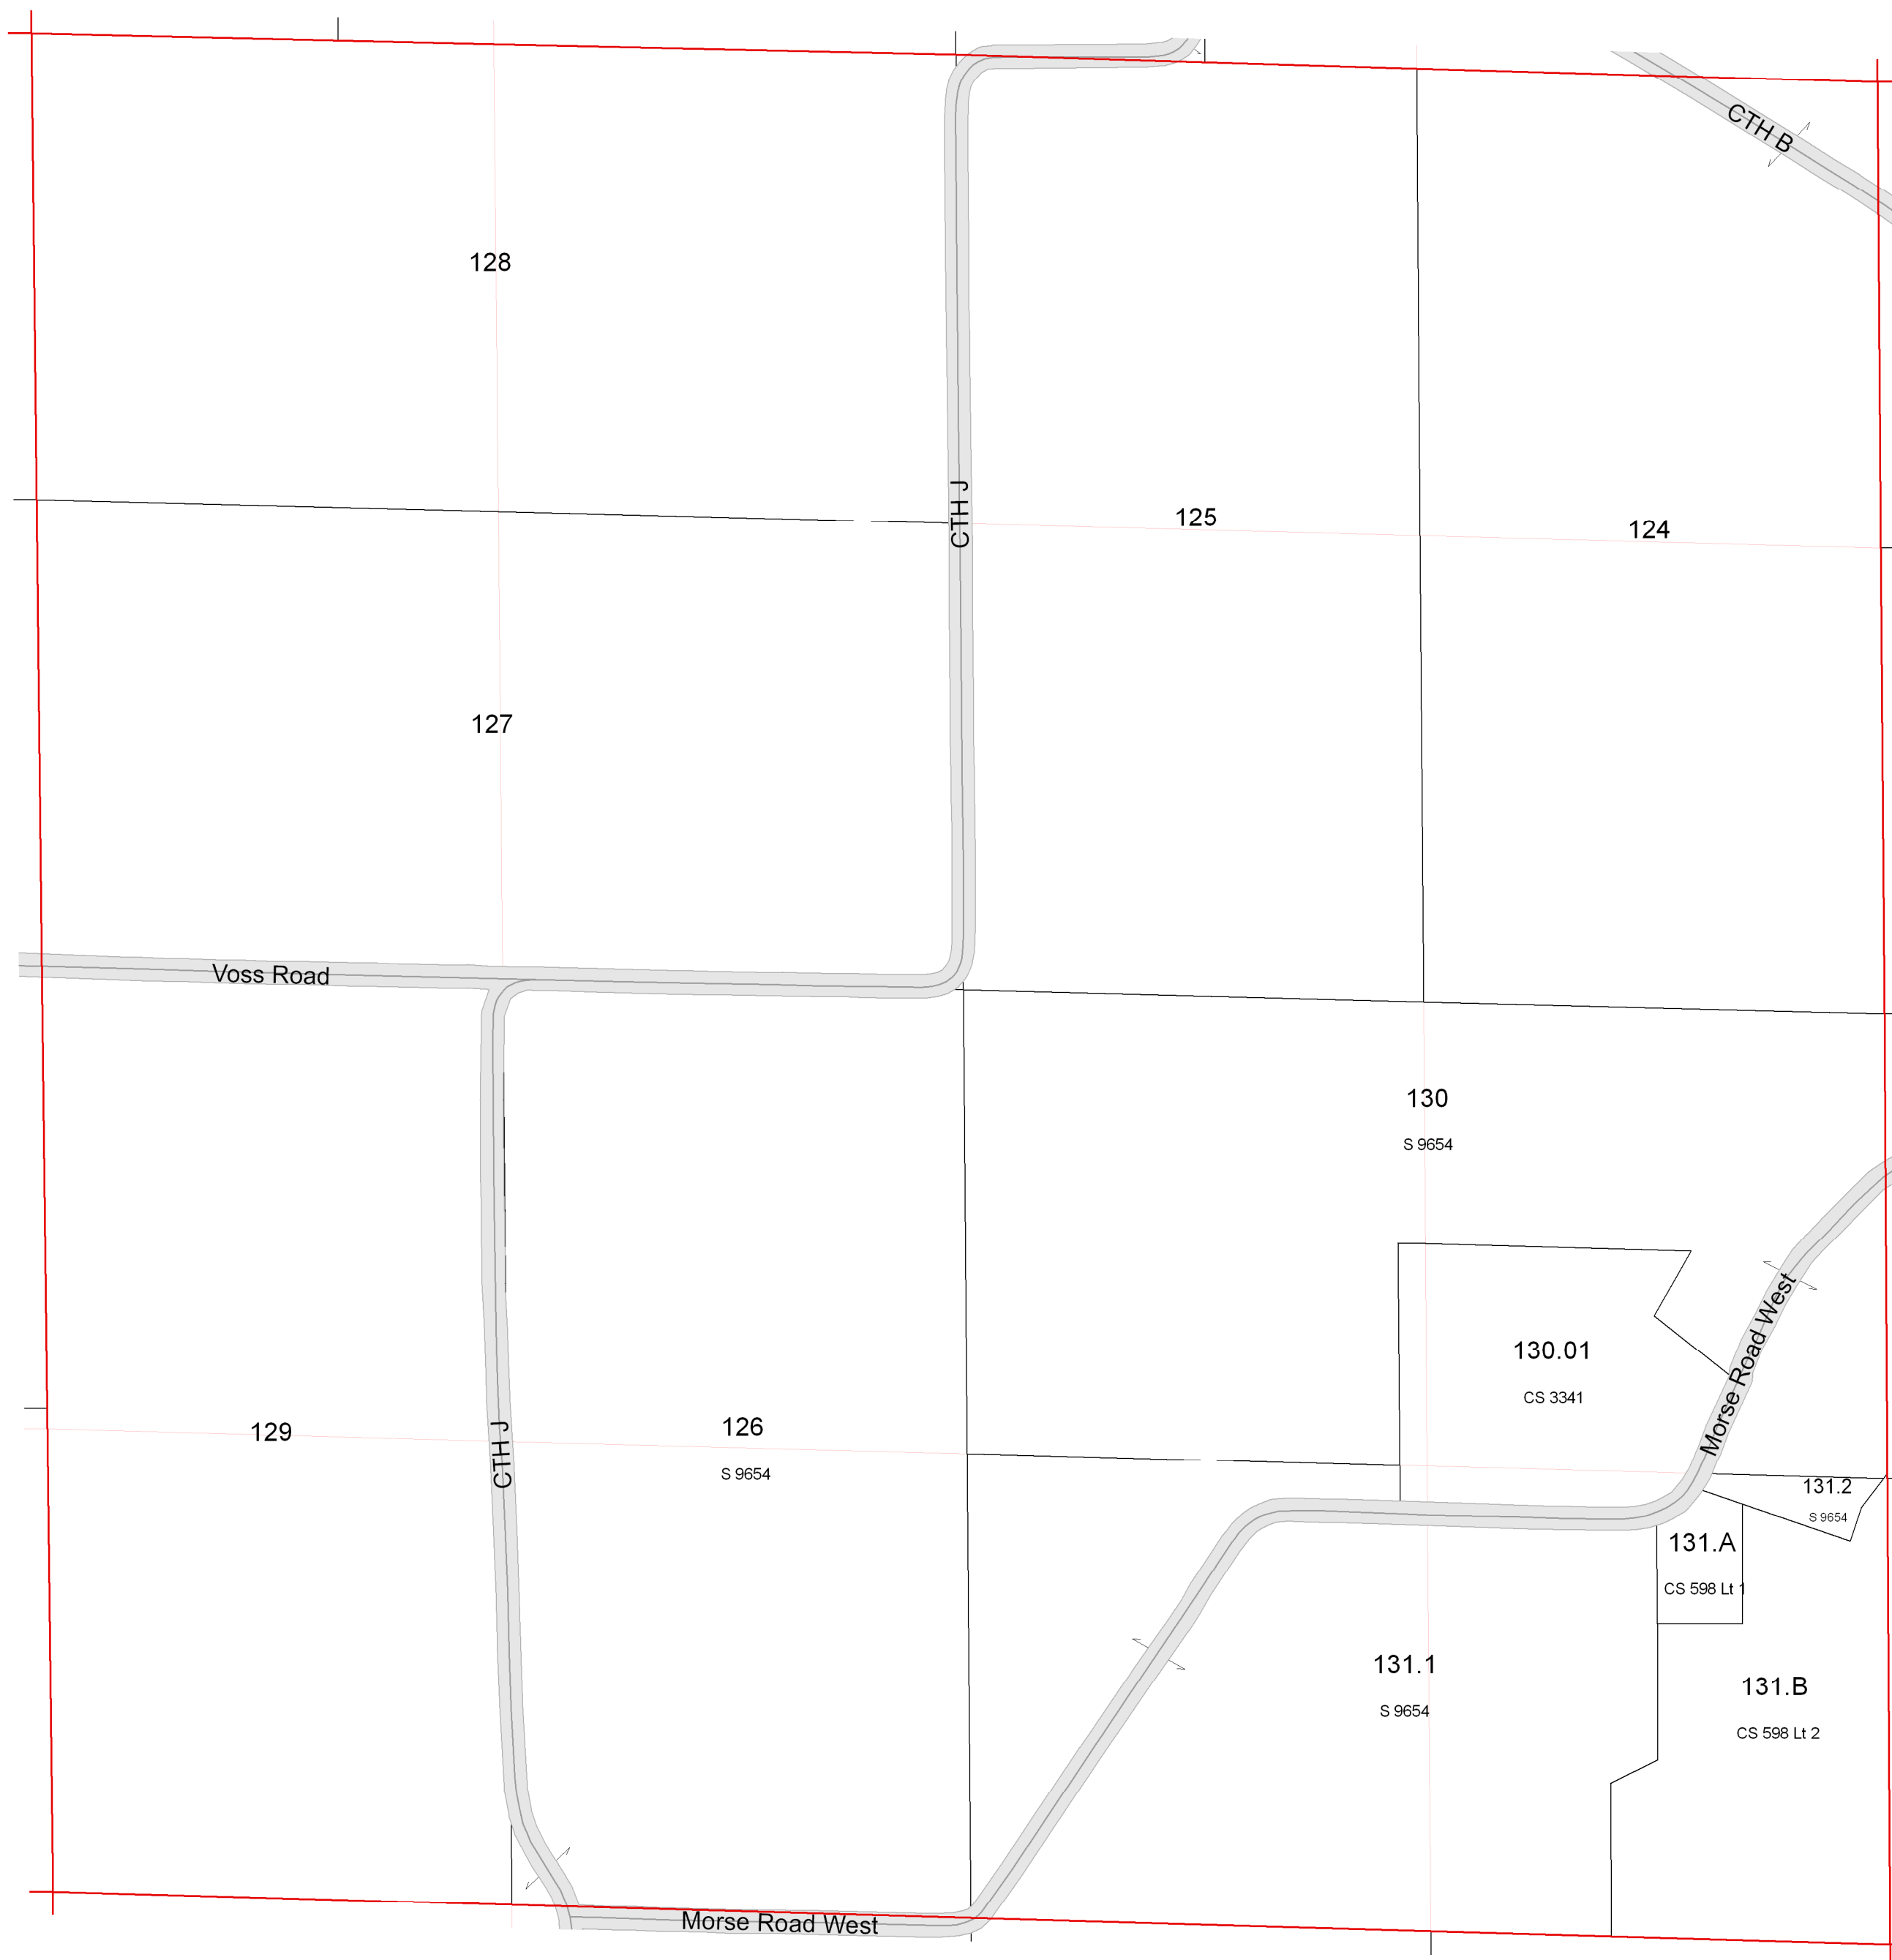 CTH B
128
CTH J
125
124
127
Voss Road
130
S 9654
130.01
CS 3341
Morse Road West
129
CTH J
126
S 9654
131.2
S 9654
131.A
CS 598 Lt 1
131.1
S 9654
131.B
CS 598 Lt 2
Morse Road West